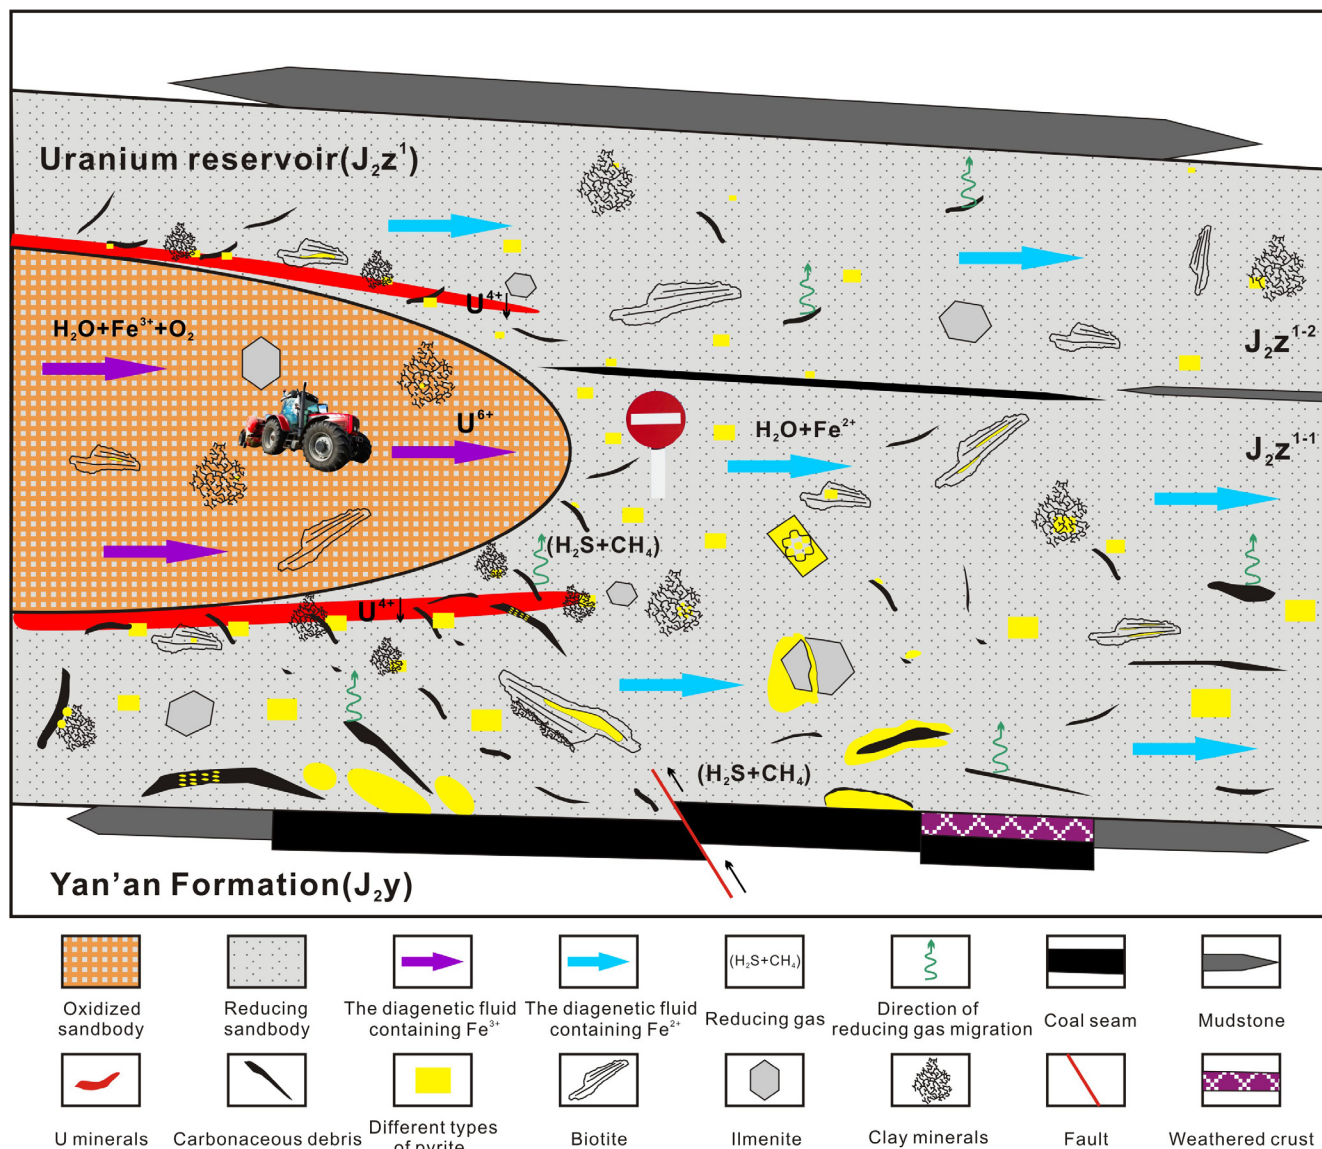 Uranium reservoir(J₂z¹)
U⁴⁺
H₂O+Fe³⁺+O₂
J₂z¹⁻²
U⁶⁺
H₂O+Fe²⁺
J₂z¹⁻¹
(H₂S+CH₄)
U⁴⁺
(H₂S+CH₄)
Yan’an Formation(J₂y)
(H₂S+CH₄)
Oxidized
sandbody
Reducing
sandbody
The diagenetic fluid
containing Fe³⁺
The diagenetic fluid
containing Fe²⁺
Reducing gas
Direction of
reducing gas migration
Coal seam
Mudstone
U minerals
Carbonaceous debris
Different types
of pyrite
Biotite
Ilmenite
Clay minerals
Fault
Weathered crust